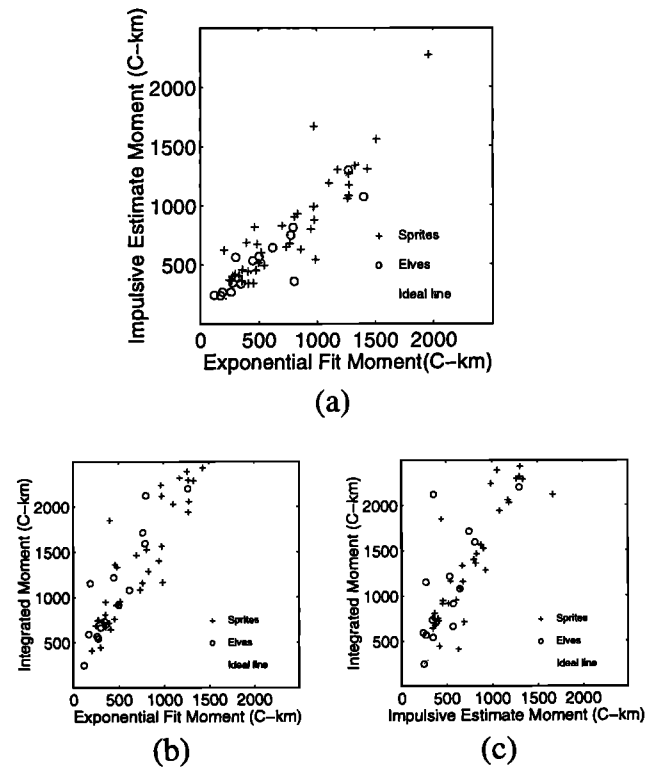 Impulsive Estimate Moment (C-km)
2000
1500
1000
500
+ Sprites
o Elves
Ideal line
0 500 1000 1500 2000
Exponential Fit Moment(C-km)
(a)
Integrated Moment (C-km)
2000
1500
1000
500
+ Sprites
o Elves
Ideal line
0 500 1000 1500 2000
Exponential Fit Moment (C-km)
(b)
Integrated Moment (C-km)
2000
1500
1000
500
+ Sprites
o Elves
Ideal line
0 500 1000 1500 2000
Impulsive Estimate Moment (C-km)
(c)